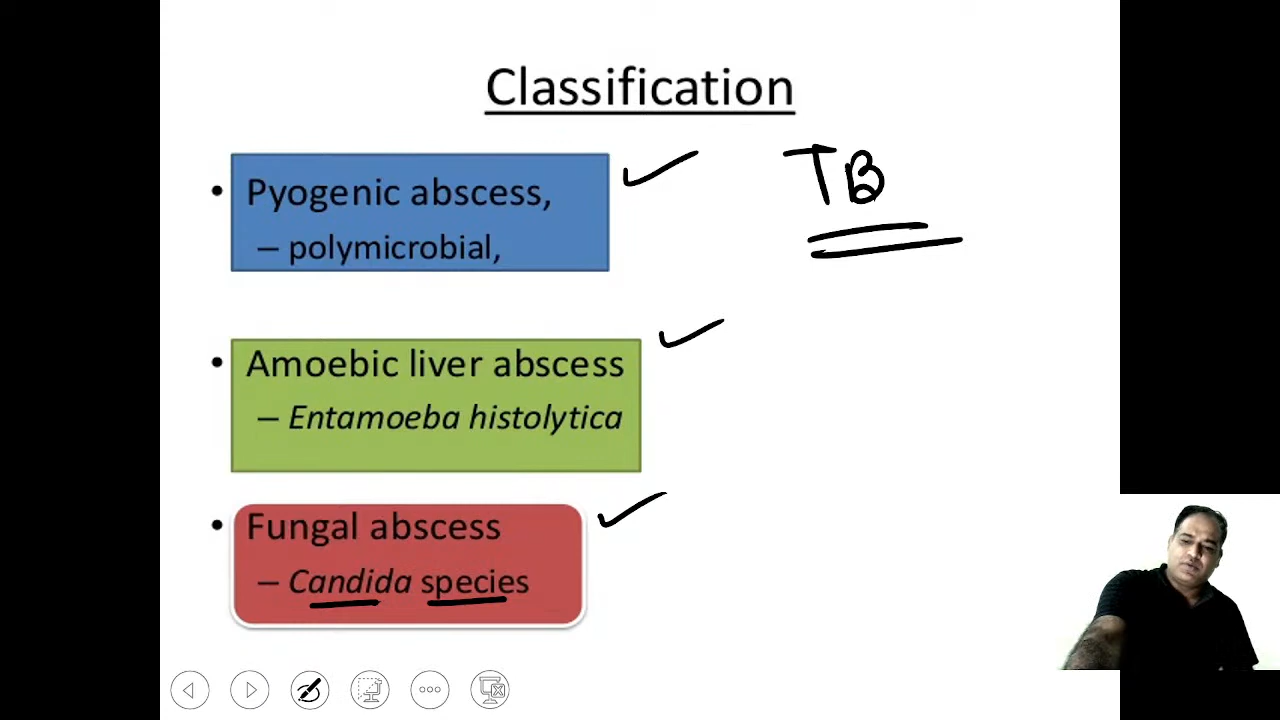 Classification
• Pyogenic abscess,
– polymicrobial,
TB
• Amoebic liver abscess
– Entamoeba histolytica
• Fungal abscess
– Candida species